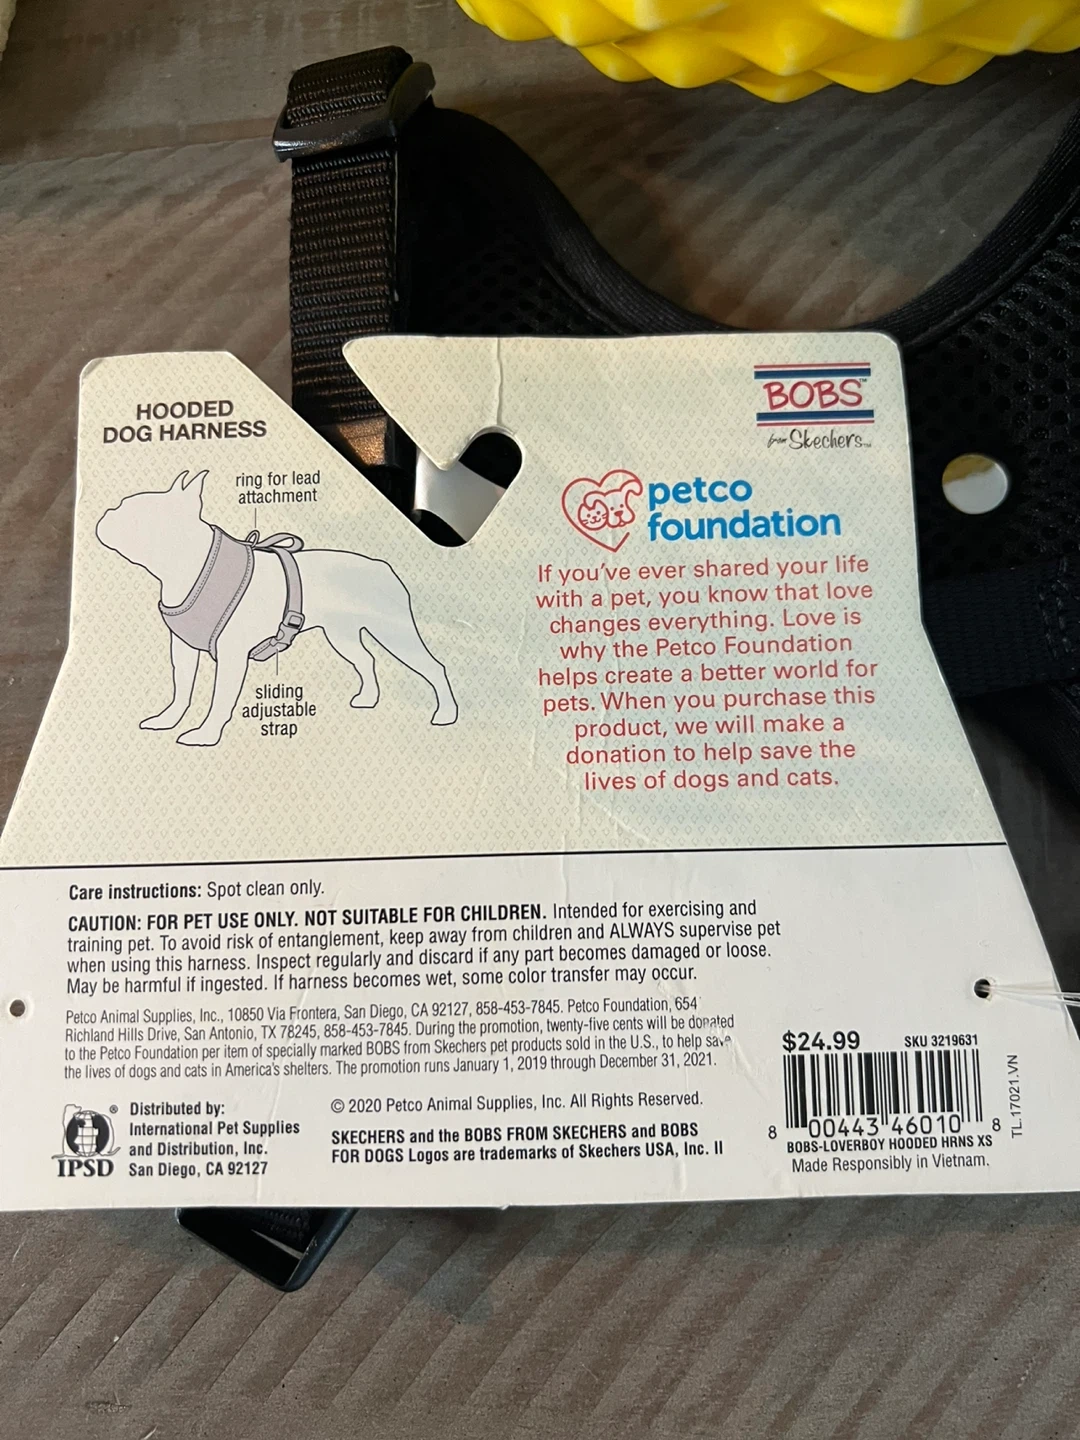 HOODED
DOG HARNESS
ring for lead
attachment
sliding
adjustable
strap
BOBS™
from Skechers™
petco
foundation
If you've ever shared your life
with a pet, you know that love
changes everything. Love is
why the Petco Foundation
helps create a better world for
pets. When you purchase this
product, we will make a
donation to help save the
lives of dogs and cats.
Care instructions: Spot clean only.
CAUTION: FOR PET USE ONLY. NOT SUITABLE FOR CHILDREN. Intended for exercising and
training pet. To avoid risk of entanglement, keep away from children and ALWAYS supervise pet
when using this harness. Inspect regularly and discard if any part becomes damaged or loose.
May be harmful if ingested. If harness becomes wet, some color transfer may occur.
Petco Animal Supplies, Inc., 10850 Via Frontera, San Diego, CA 92127, 858-453-7845. Petco Foundation, 654
Richland Hills Drive, San Antonio, TX 78245, 858-453-7845. During the promotion, twenty-five cents will be donated
to the Petco Foundation per item of specially marked BOBS from Skechers pet products sold in the U.S., to help save
the lives of dogs and cats in America's shelters. The promotion runs January 1, 2019 through December 31, 2021.
IPSD
®
Distributed by:
International Pet Supplies
and Distribution, Inc.
San Diego, CA 92127
© 2020 Petco Animal Supplies, Inc. All Rights Reserved.
SKECHERS and the BOBS FROM SKECHERS and BOBS
FOR DOGS Logos are trademarks of Skechers USA, Inc. II
$24.99 SKU 3219631
8 00443 46010 8
BOBS-LOVERBOY HOODED HRNS XS
Made Responsibly in Vietnam.
TL.17021.VN